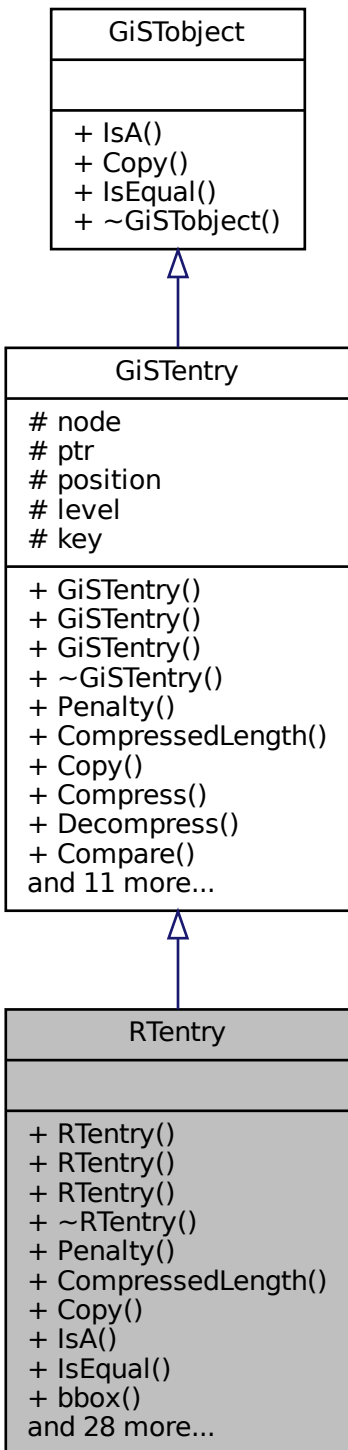 GiSTobject
+ IsA()
+ Copy()
+ IsEqual()
+ ~GiSTobject()
GiSTentry
# node
# ptr
# position
# level
# key
+ GiSTentry()
+ GiSTentry()
+ GiSTentry()
+ ~GiSTentry()
+ Penalty()
+ CompressedLength()
+ Copy()
+ Compress()
+ Decompress()
+ Compare()
and 11 more...
RTentry
+ RTentry()
+ RTentry()
+ RTentry()
+ ~RTentry()
+ Penalty()
+ CompressedLength()
+ Copy()
+ IsA()
+ IsEqual()
+ bbox()
and 28 more...